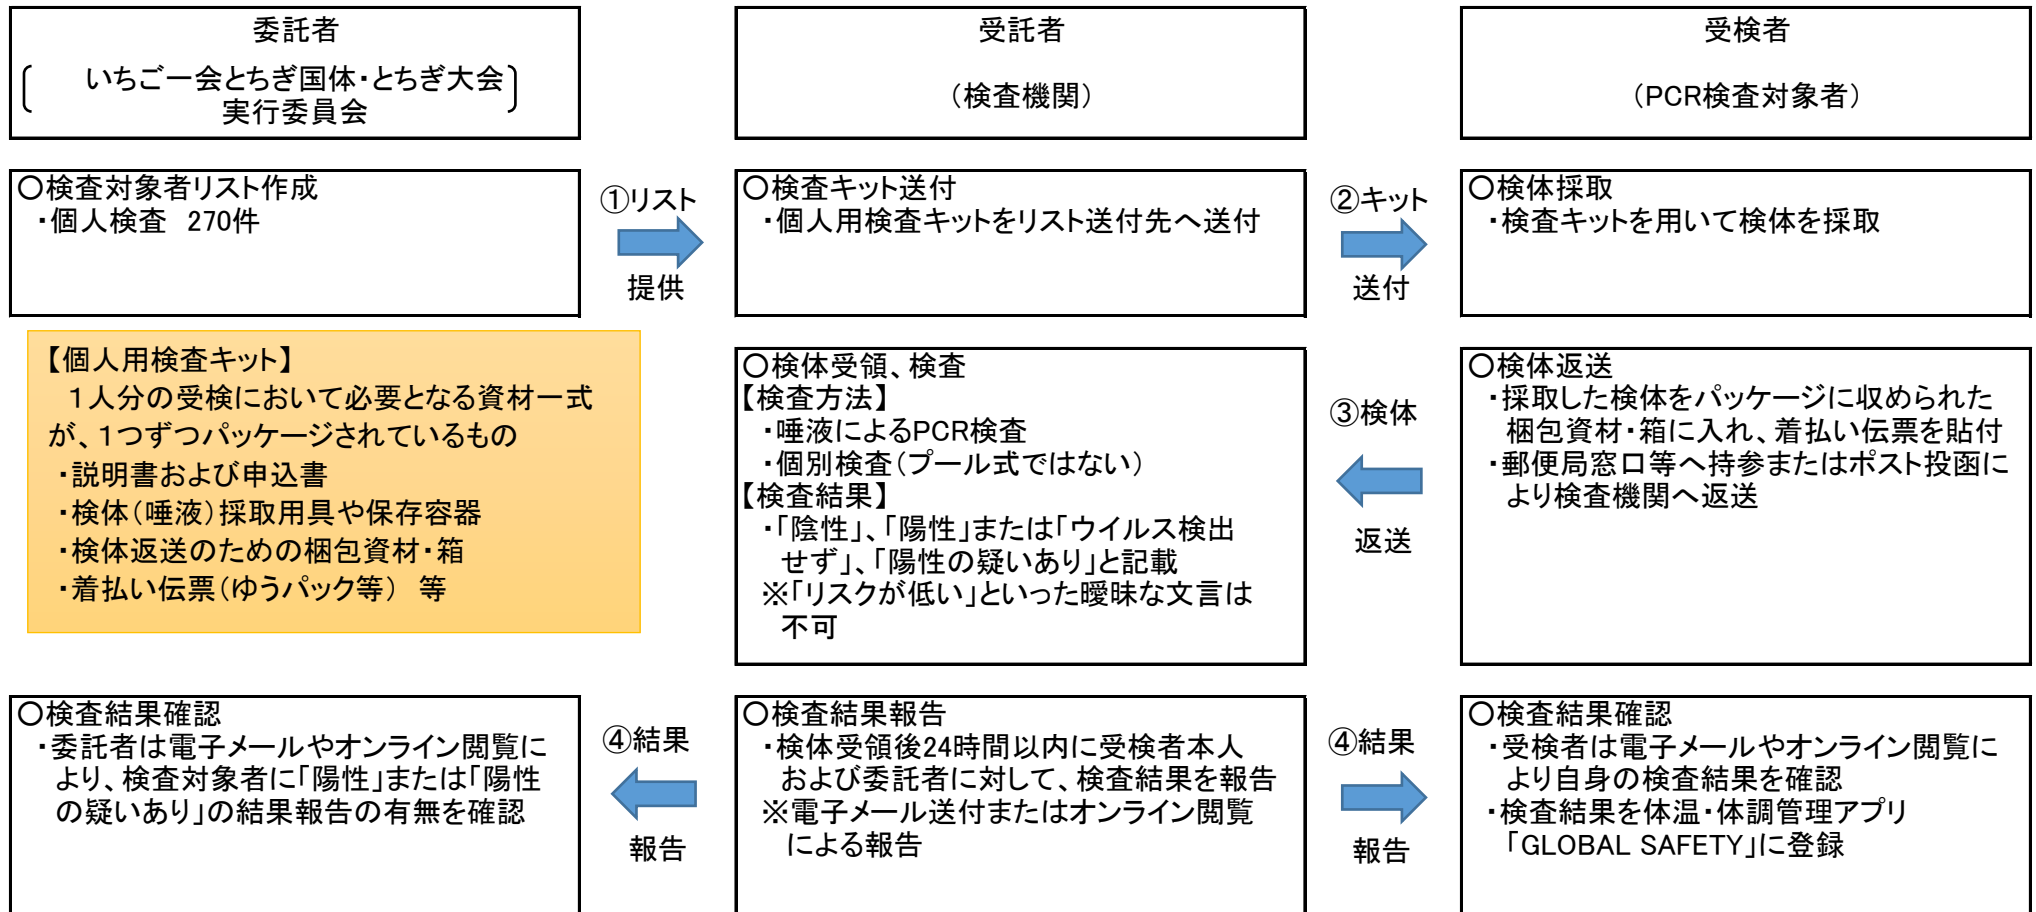 委託者
いちご一会とちぎ国体・とちぎ大会
実行委員会
受託者
（検査機関）
受検者
（PCR検査対象者）
〇検査対象者リスト作成
・個人検査　270件
①リスト
提供
〇検査キット送付
・個人用検査キットをリスト送付先へ送付
②キット
送付
〇検体採取
・検査キットを用いて検体を採取
【個人用検査キット】
１人分の受検において必要となる資材一式
が、１つずつパッケージされているもの
・説明書および申込書
・検体（唾液）採取用具や保存容器
・検体返送のための梱包資材・箱
・着払い伝票（ゆうパック等）　等
〇検体受領、検査
【検査方法】
・唾液によるPCR検査
・個別検査（プール式ではない）
【検査結果】
・「陰性」、「陽性」または「ウイルス検出
せず」、「陽性の疑いあり」と記載
※「リスクが低い」といった曖昧な文言は
不可
③検体
返送
〇検体返送
・採取した検体をパッケージに収められた
梱包資材・箱に入れ、着払い伝票を貼付
・郵便局窓口等へ持参またはポスト投函に
より検査機関へ返送
〇検査結果確認
・委託者は電子メールやオンライン閲覧に
より、検査対象者に「陽性」または「陽性
の疑いあり」の結果報告の有無を確認
④結果
報告
〇検査結果報告
・検体受領後24時間以内に受検者本人
および委託者に対して、検査結果を報告
※電子メール送付またはオンライン閲覧
による報告
④結果
報告
〇検査結果確認
・受検者は電子メールやオンライン閲覧に
より自身の検査結果を確認
・検査結果を体温・体調管理アプリ
「GLOBAL SAFETY」に登録